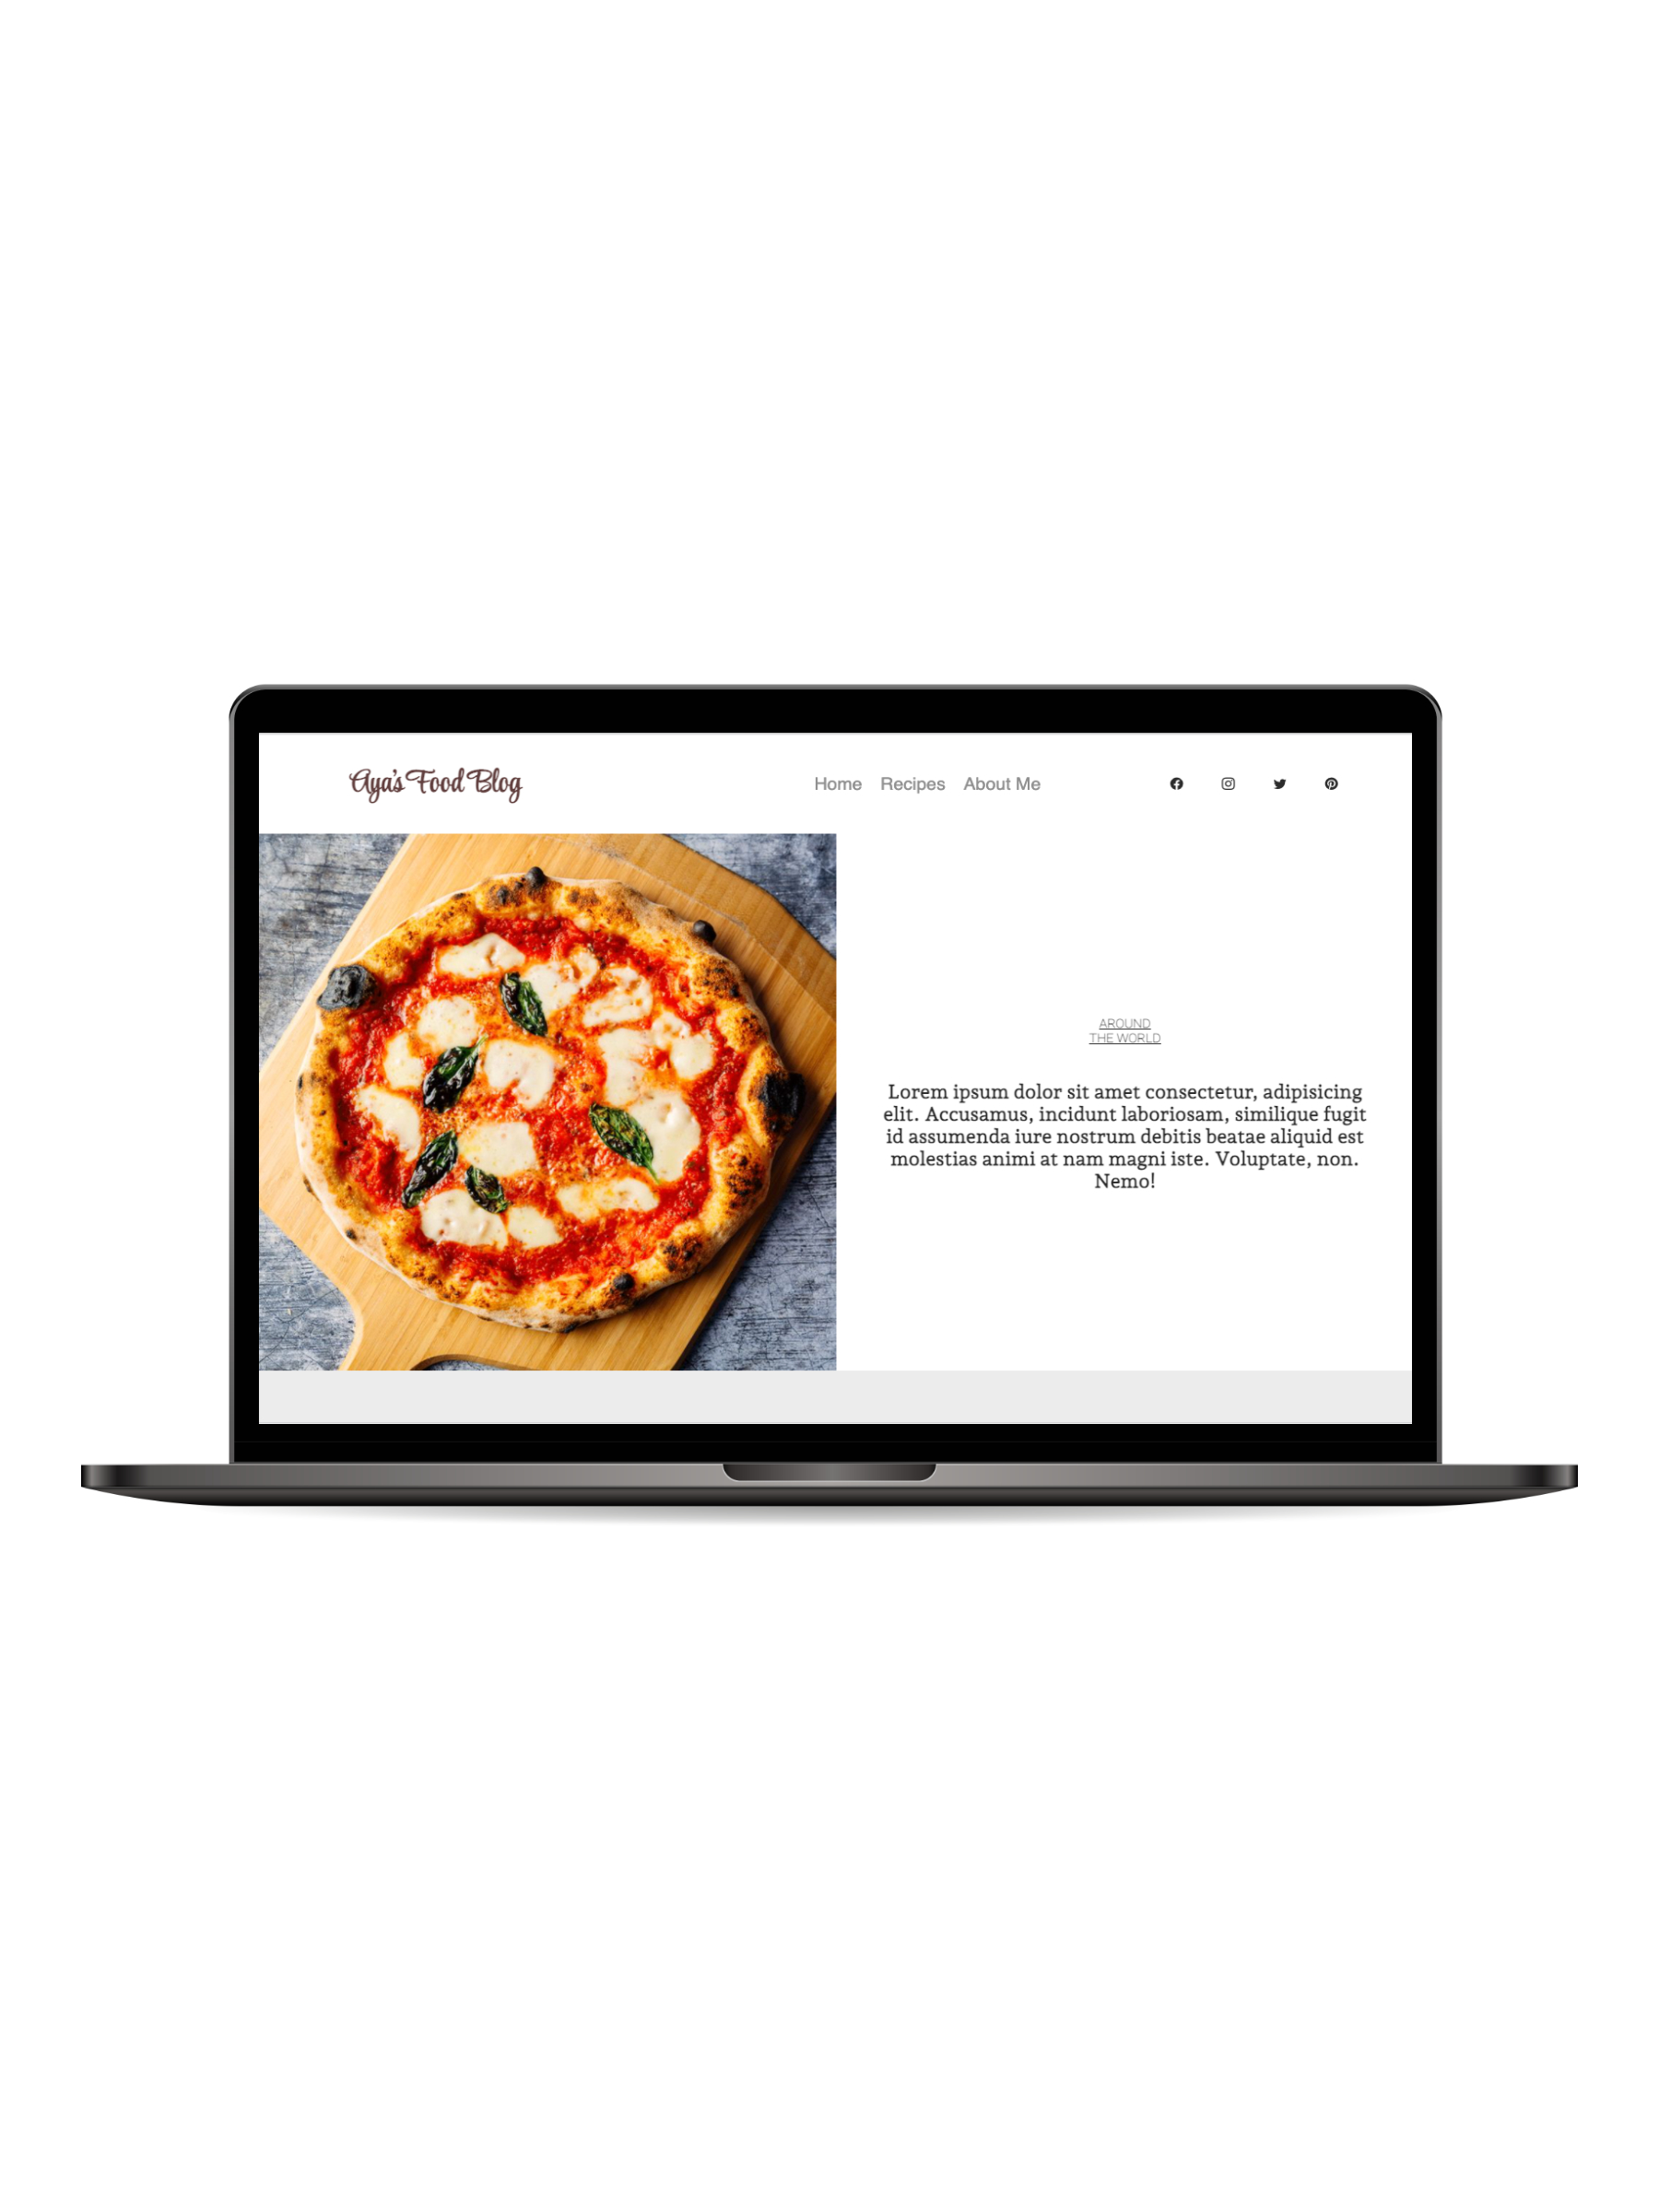 Aya's Food Blog
Home Recipes About Me
AROUND
THE WORLD
Lorem ipsum dolor sit amet consectetur, adipisicing
elit. Accusamus, incidunt laboriosam, similique fugit
id assumenda iure nostrum debitis beatae aliquid est
molestias animi at nam magni iste. Voluptate, non.
Nemo!